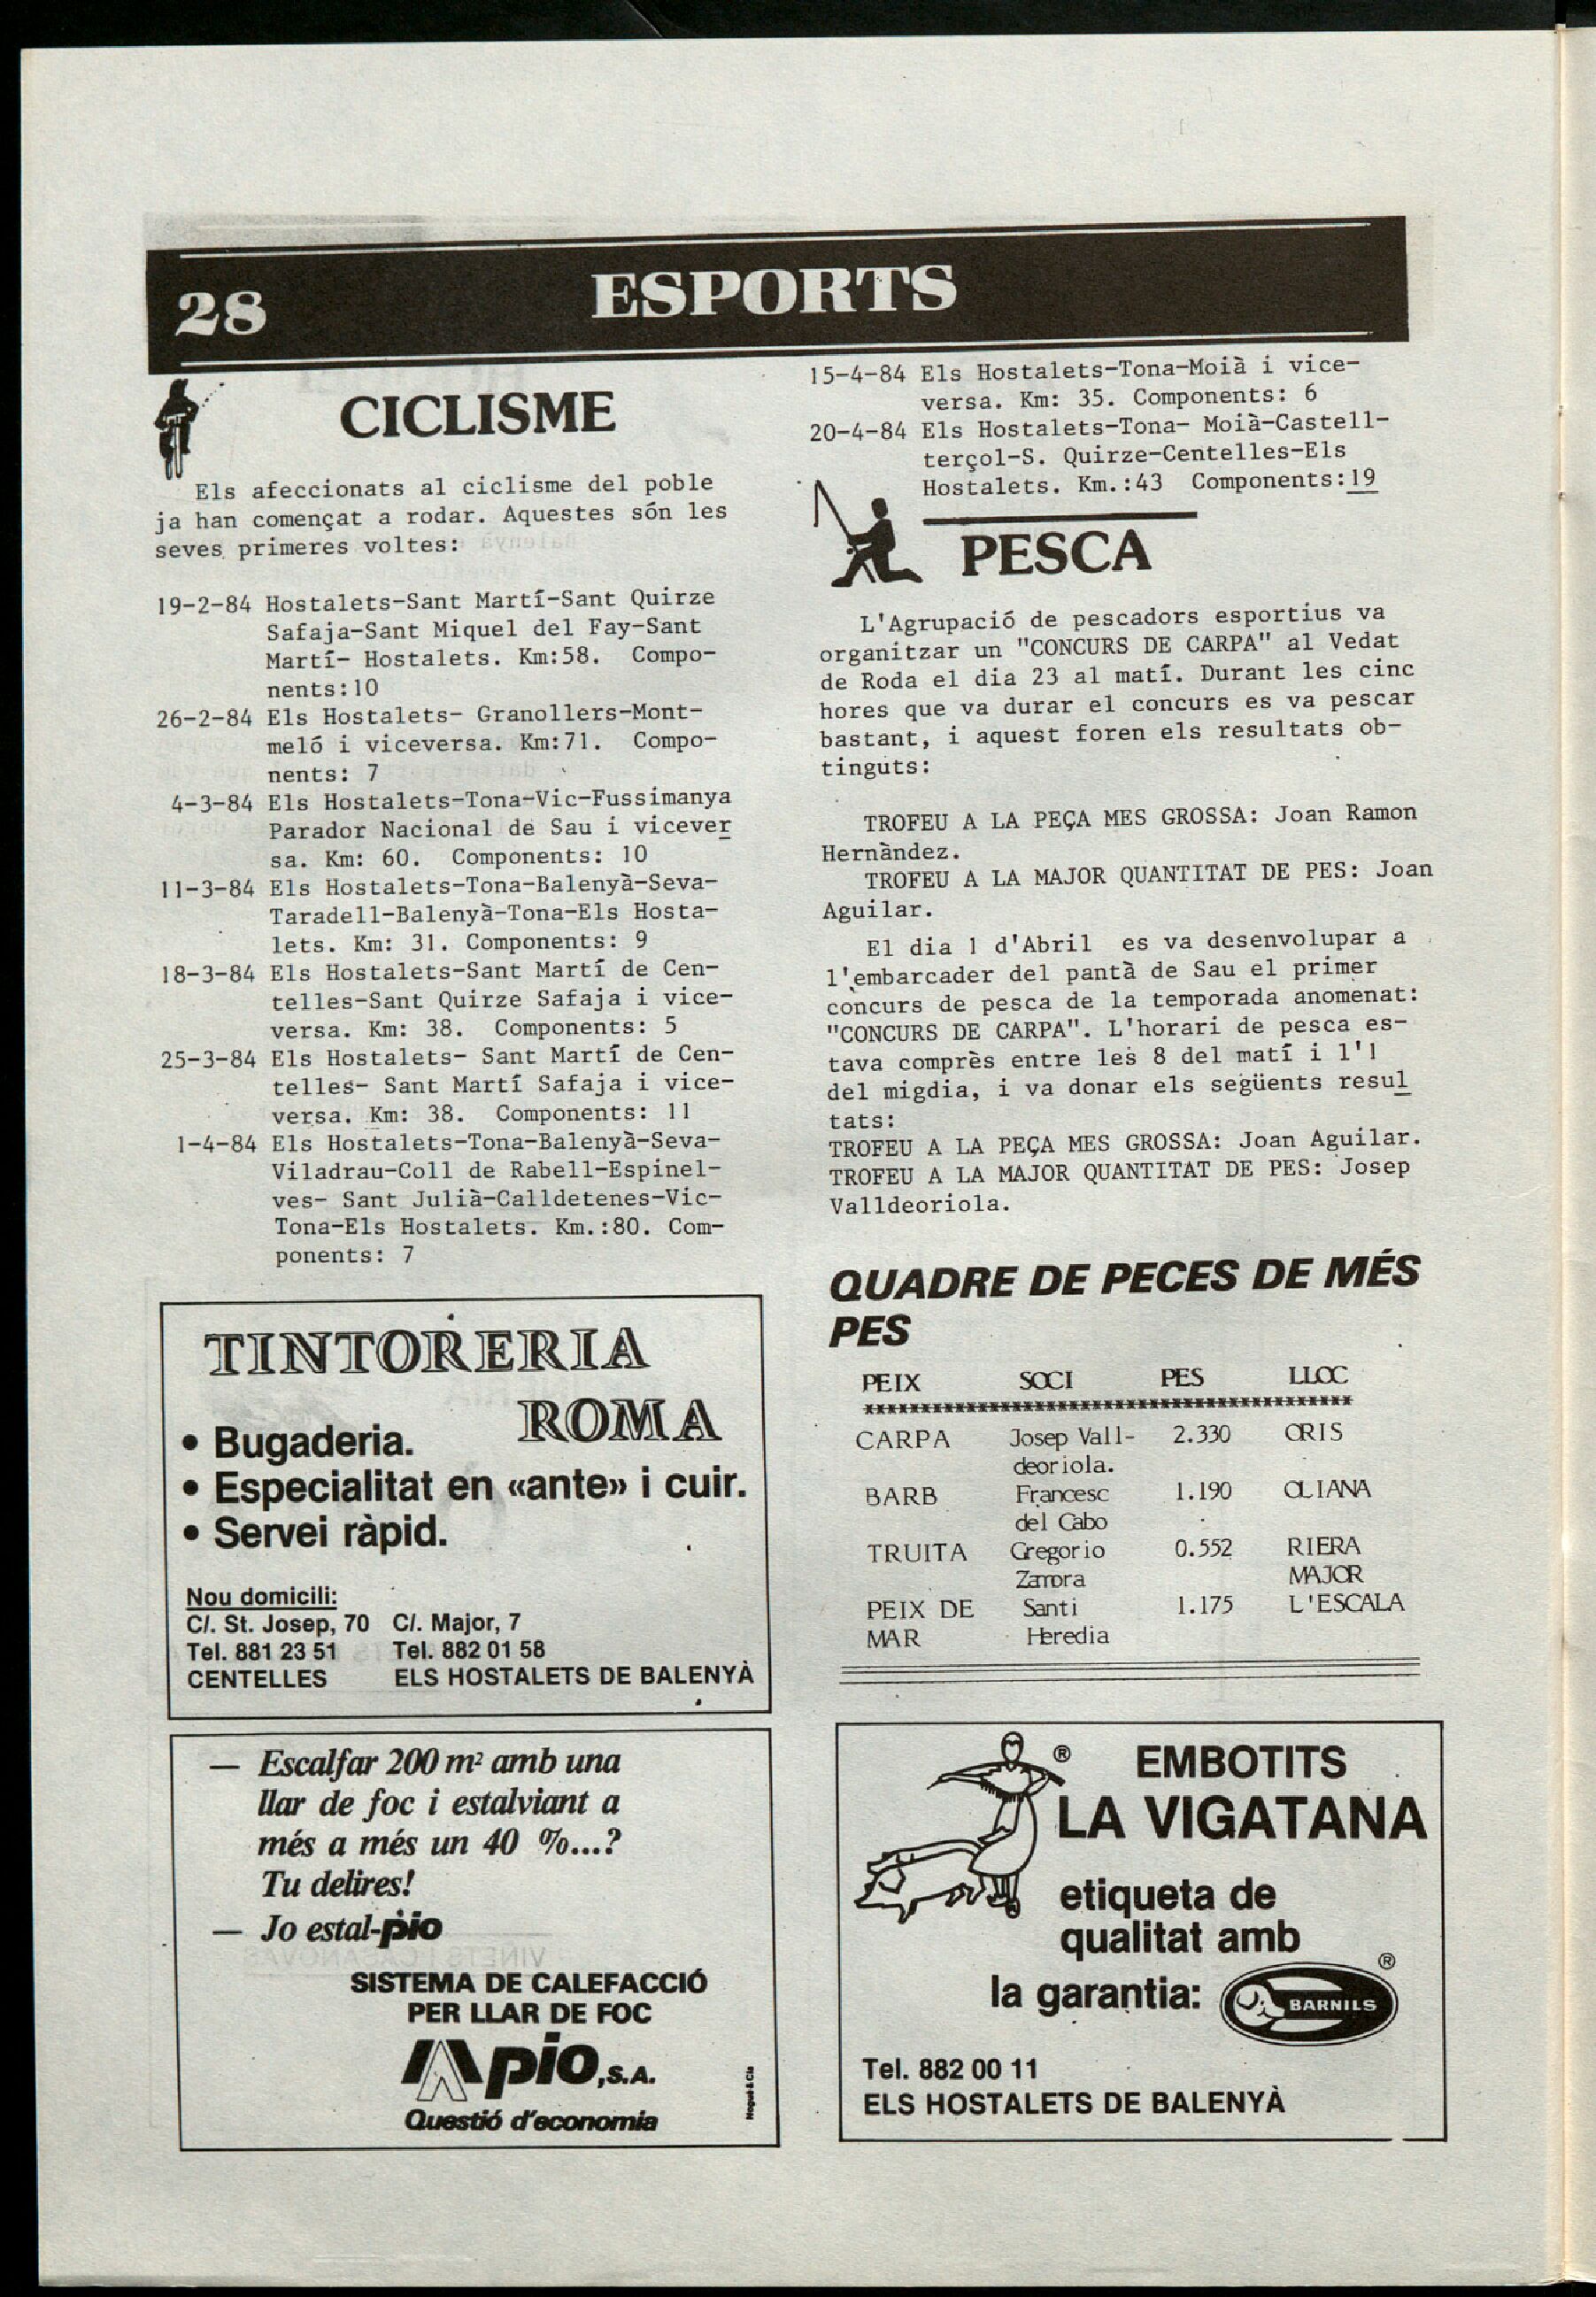 28
ESPORTS
CICLISME
Els afeccionats al ciclisme del poble
ja han començat a rodar. Aquestes són les
seves primeres voltes:
19-2-84 Hostalets-Sant Martí-Sant Quirze
Safaja-Sant Miquel del Fay-Sant
Martí- Hostalets. Km:58. Compo-
nents:10
26-2-84 Els Hostalets- Granollers-Mont-
meló i viceversa. Km:71. Compo-
nents: 7
4-3-84 Els Hostalets-Tona-Vic-Fussimanya
Parador Nacional de Sau i vicever
sa. Km: 60. Components: 10
11-3-84 Els Hostalets-Tona-Balenyà-Seva-
Taradell-Balenyà-Tona-Els Hosta-
lets. Km: 31. Components: 9
18-3-84 Els Hostalets-Sant Martí de Cen-
telles-Sant Quirze Safaja i vice-
versa. Km: 38. Components: 5
25-3-84 Els Hostalets- Sant Martí de Cen-
telles- Sant Martí Safaja i vice-
versa. Km: 38. Components: 11
1-4-84 Els Hostalets-Tona-Balenyà-Seva-
Viladrau-Coll de Rabell-Espinel-
ves- Sant Julià-Calldetenes-Vic-
Tona-Els Hostalets. Km.:80. Com-
ponents: 7
15-4-84 Els Hostalets-Tona-Moià i vice-
versa. Km: 35. Components: 6
20-4-84 Els Hostalets-Tona- Moià-Castell-
terçol-S. Quirze-Centelles-Els
Hostalets. Km.:43 Components:19
PESCA
L'Agrupació de pescadors esportius va
organitzar un "CONCURS DE CARPA" al Vedat
de Roda el dia 23 al matí. Durant les cinc
hores que va durar el concurs es va pescar
bastant, i aquest foren els resultats ob-
tinguts:
TROFEU A LA PEÇA MES GROSSA: Joan Ramon
Hernàndez.
TROFEU A LA MAJOR QUANTITAT DE PES: Joan
Aguilar.
El dia 1 d'Abril es va desenvolupar a
l'embarcader del pantà de Sau el primer
concurs de pesca de la temporada anomenat:
"CONCURS DE CARPA". L'horari de pesca es-
tava comprès entre les 8 del matí i l'1
del migdia, i va donar els següents resul
tats:
TROFEU A LA PEÇA MES GROSSA: Joan Aguilar.
TROFEU A LA MAJOR QUANTITAT DE PES: Josep
Valldeoriola.
QUADRE DE PECES DE MÉS
PES
PEIX SOCI PES LLOC
*****************************************
CARPA Josep Vall- 2.330 ORIS
deoriola.
BARB Francesc 1.190 OLIANA
del Cabo
TRUITA Gregorio 0.552 RIERA
Zamora MAJOR
PEIX DE Santi 1.175 L'ESCALA
MAR Heredia
TINTORERIA
ROMA
• Bugaderia.
• Especialitat en «ante» i cuir.
• Servei ràpid.
Nou domicili:
C/. St. Josep, 70 C/. Major, 7
Tel. 881 23 51 Tel. 882 01 58
CENTELLES ELS HOSTALETS DE BALENYÀ
— Escalfar 200 m² amb una
llar de foc i estalviant a
més a més un 40 %...?
Tu delires!
— Jo estal-pio
SISTEMA DE CALEFACCIÓ
PER LLAR DE FOC
pio,S.A.
Questió d'economia
Nogué & Cia
® EMBOTITS
LA VIGATANA
etiqueta de
qualitat amb
la garantia: BARNILS ®
Tel. 882 00 11
ELS HOSTALETS DE BALENYÀ